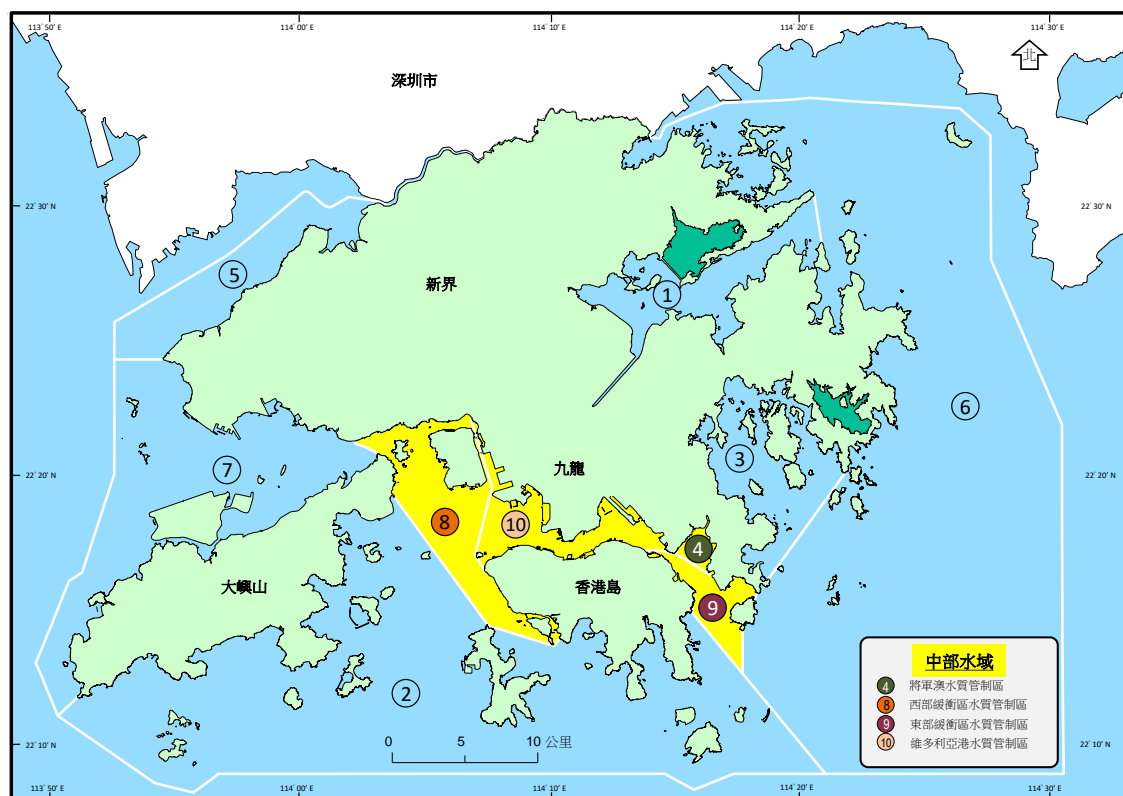 113° 50' E
114° 00' E
114° 10' E
114° 20' E
114° 30' E
北
深圳市
22° 30' N
22° 30' N
5
新界
1
6
3
22° 20' N
22° 20' N
九龍
7
8
10
4
大嶼山
香港島
9
2
中部水域
4 將軍澳水質管制區
8 西部緩衝區水質管制區
9 東部緩衝區水質管制區
10 維多利亞港水質管制區
0 5 10 公里
22° 10' N
22° 10' N
113° 50' E
114° 00' E
114° 10' E
114° 20' E
114° 30' E